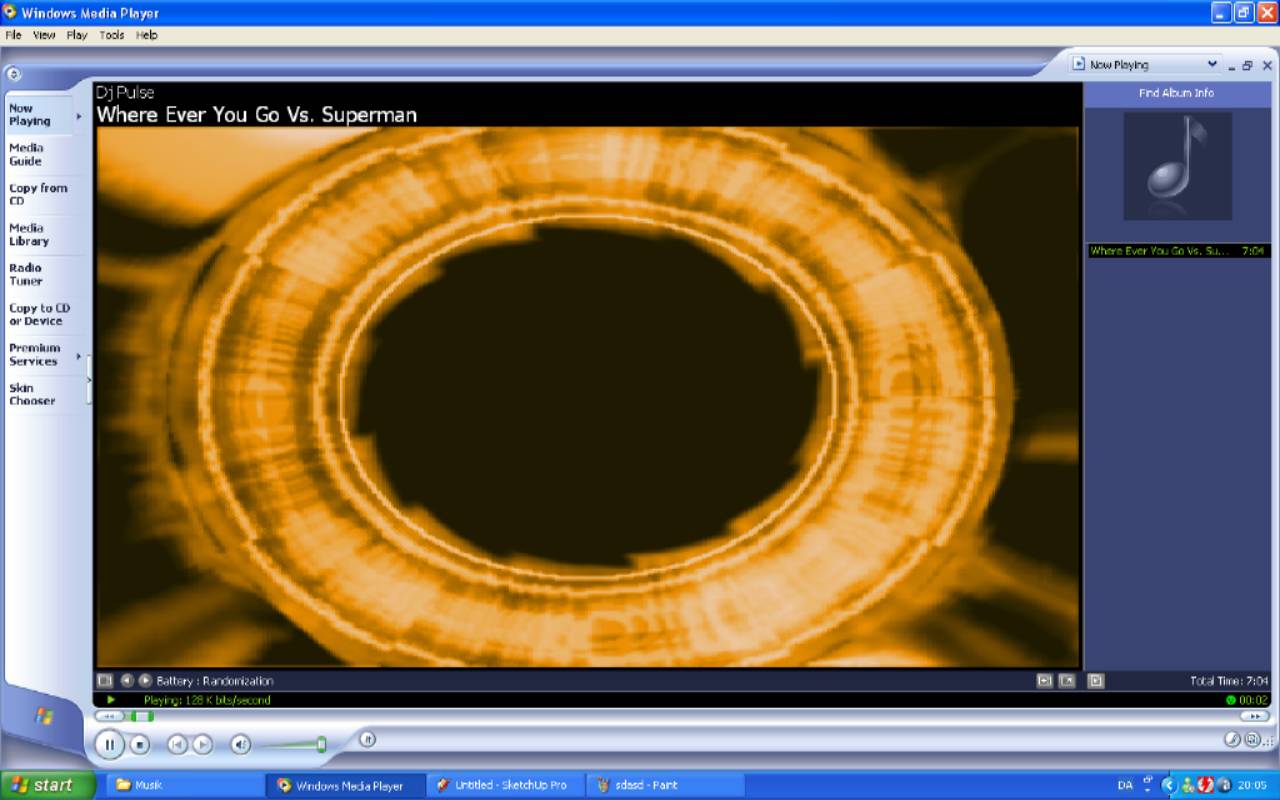 Windows Media Player
File View Play Tools Help
Now Playing
Dj Pulse
Where Ever You Go Vs. Superman
Find Album Info
Now
Playing
Media
Guide
Copy from
CD
Media
Library
Radio
Tuner
Copy to CD
or Device
Premium
Services
Skin
Chooser
Where Ever You Go Vs. Su... 7:04
Battery : Randomization
Total Time: 7:04
Playing: 128 K bits/second
00:02
start
Musik
Windows Media Player
Untitled - SketchUp Pro
sdasd - Paint
DA
20:05